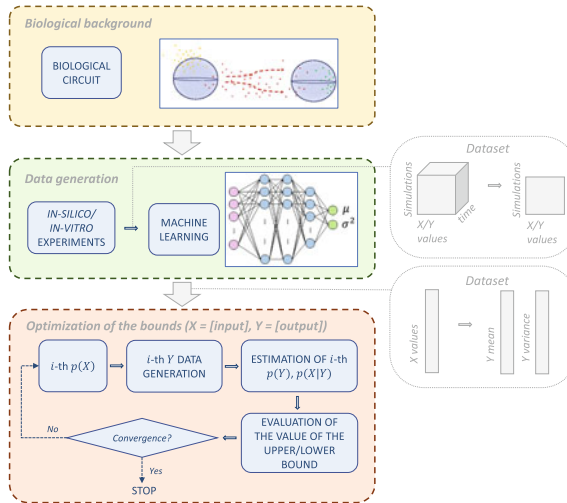 Biological background
BIOLOGICAL
CIRCUIT
Data generation
IN-SILICO/
IN-VITRO
EXPERIMENTS
MACHINE
LEARNING
μ
σ²
Dataset
Simulations
X/Y
values
time
Simulations
X/Y
values
Dataset
X values
Y mean
Y variance
Optimization of the bounds (X = [input], Y = [output])
i-th p(X)
i-th Y DATA
GENERATION
ESTIMATION OF i-th
p(Y), p(X|Y)
EVALUATION OF
THE VALUE OF THE
UPPER/LOWER
BOUND
Convergence?
No
Yes
STOP